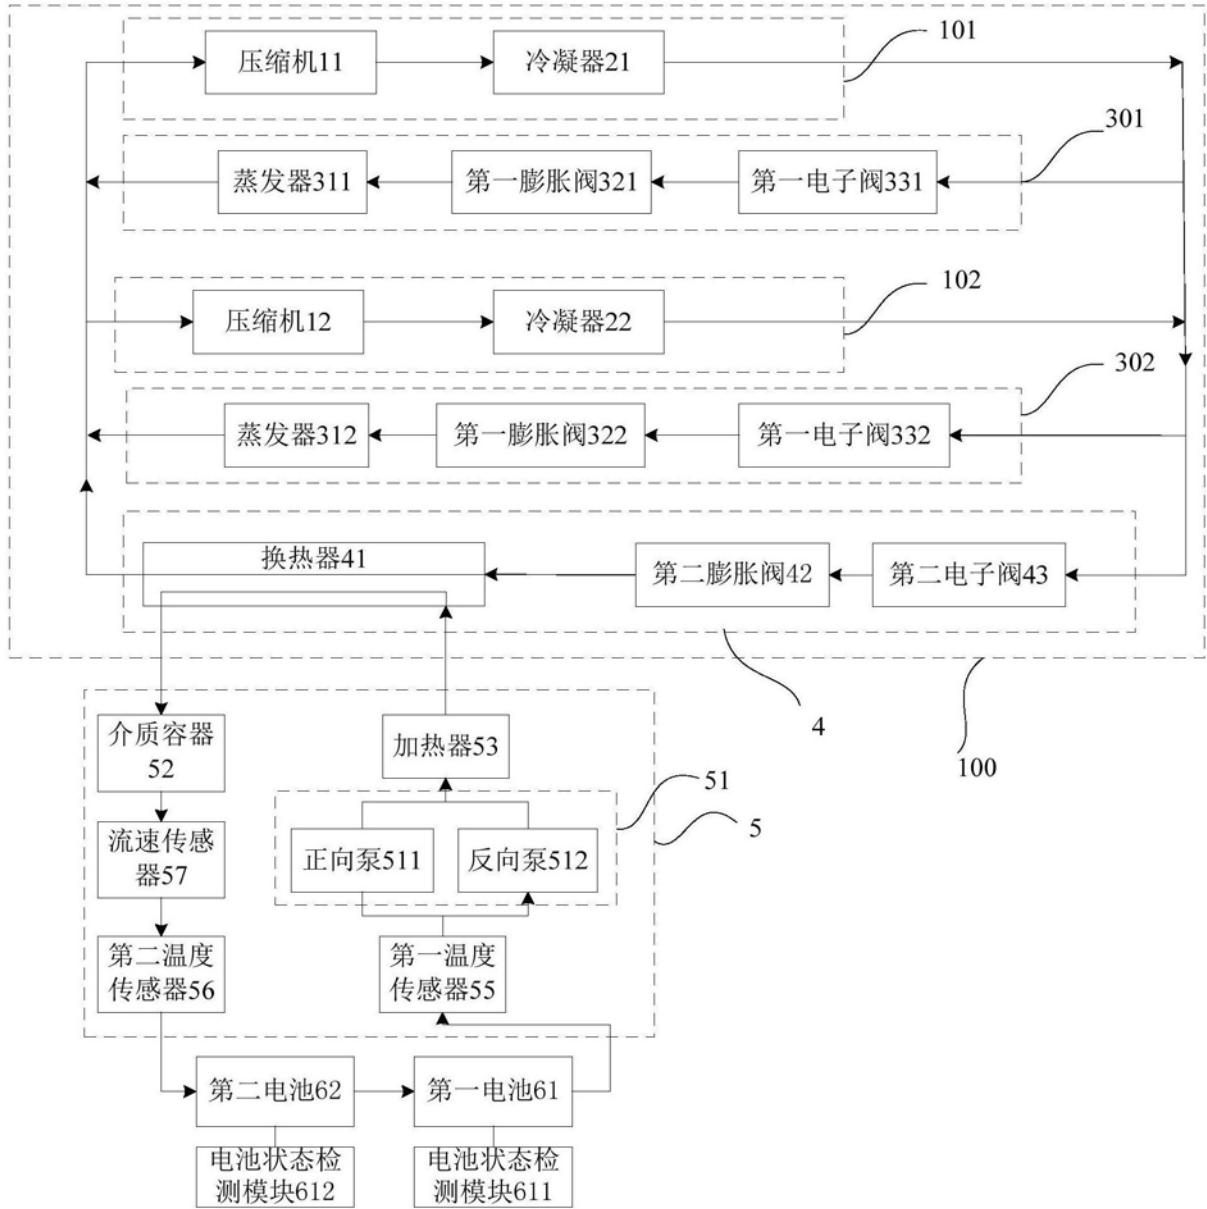 压缩机11
冷凝器21
101
蒸发器311
第一膨胀阀321
第一电子阀331
301
压缩机12
冷凝器22
102
蒸发器312
第一膨胀阀322
第一电子阀332
302
换热器41
第二膨胀阀42
第二电子阀43
4
100
介质容器
52
加热器53
51
5
流速传感
器57
正向泵511
反向泵512
第二温度
传感器56
第一温度
传感器55
第二电池62
第一电池61
电池状态检
测模块612
电池状态检
测模块611